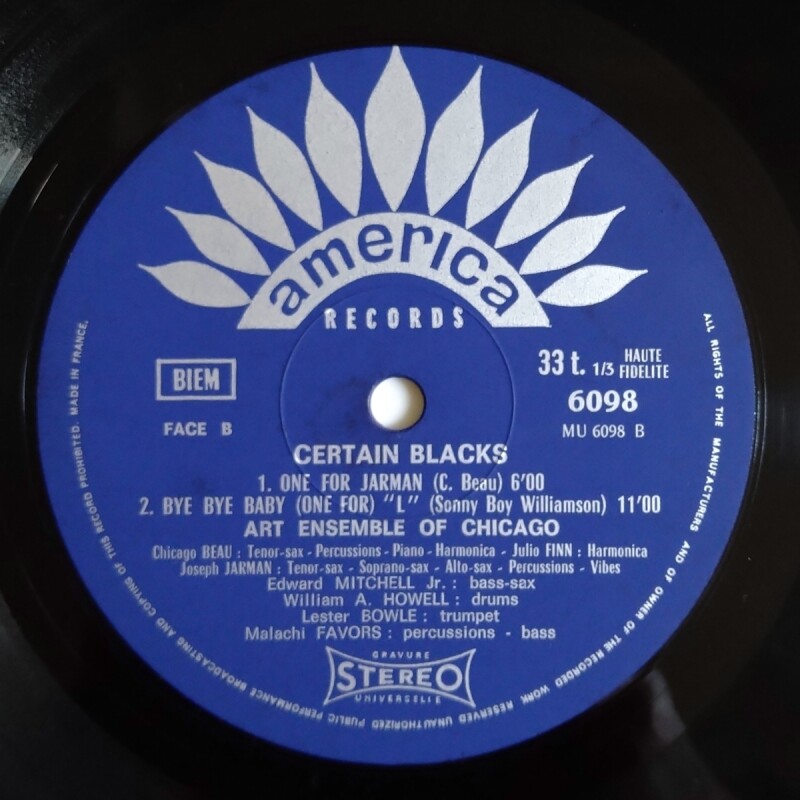 america
RECORDS
BIEM
FACE B
33 t. 1/3 HAUTE FIDELITE
6098
MU 6098 B
CERTAIN BLACKS
1. ONE FOR JARMAN (C. Beau) 6'00
2. BYE BYE BABY (ONE FOR) "L" (Sonny Boy Williamson) 11'00
ART ENSEMBLE OF CHICAGO
Chicago BEAU : Tenor-sax - Percussions - Piano - Harmonica - Julio FINN : Harmonica
Joseph JARMAN : Tenor-sax - Soprano-sax - Alto-sax - Percussions - Vibes
Edward MITCHELL Jr. : bass-sax
William A. HOWELL : drums
Lester BOWLE : trumpet
Malachi FAVORS : percussions - bass
GRAVURE
STEREO
UNIVERSELLE
ALL RIGHTS OF THE MANUFACTURERS AND OF OWNER OF THE RECORDED WORK RESERVED UNAUTHORIZED PUBLIC PERFORMANCE BROADCASTING AND COPYING OF THIS RECORD PROHIBITED. MADE IN FRANCE.